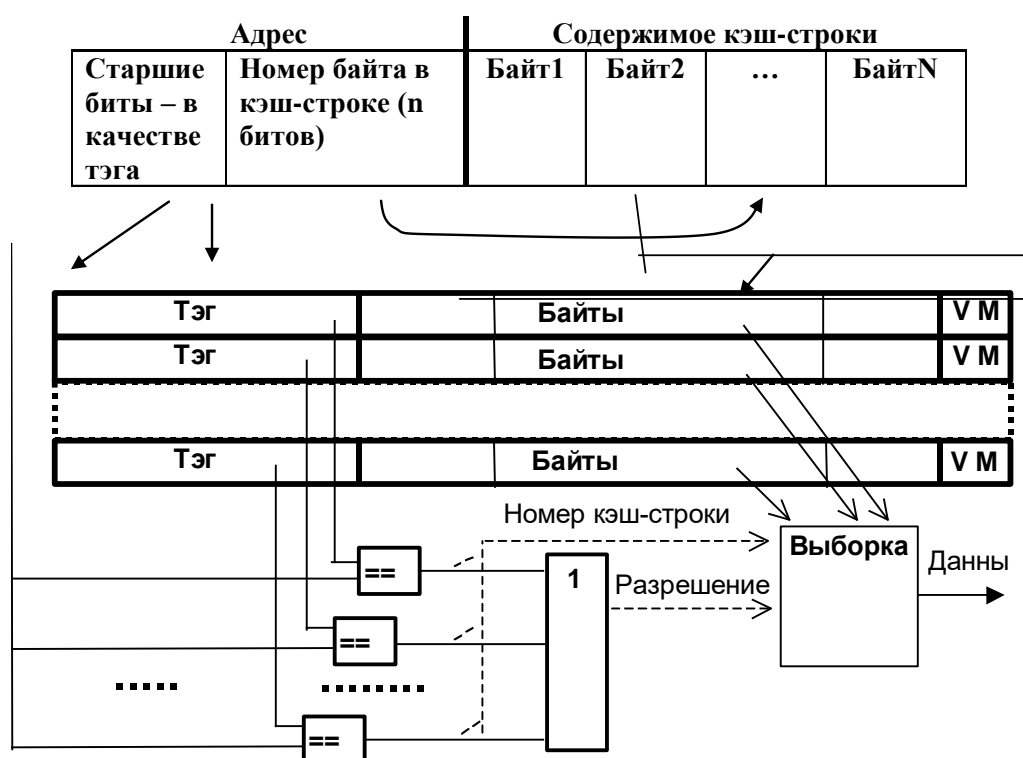 Адрес
Содержимое кэш-строки
Старшие
биты – в
качестве
тэга
Номер байта в
кэш-строке (n
битов)
Байт1
Байт2
...
БайтN
Тэг
Байты
V M
Тэг
Байты
V M
Тэг
Байты
V M
Номер кэш-строки
Выборка
Данны
==
1
Разрешение
==
==